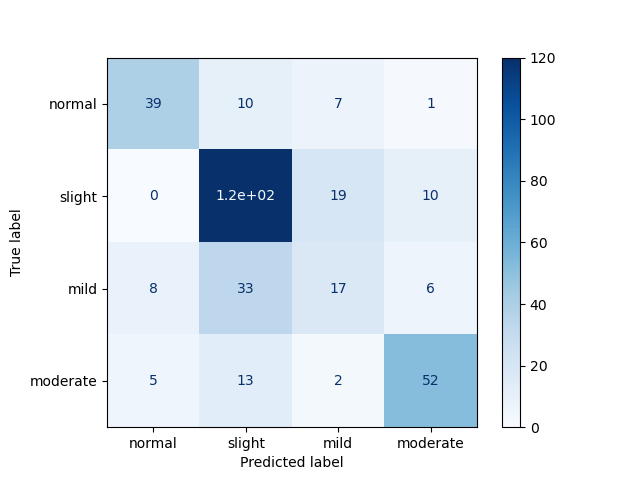 120
normal 39 10 7 1
100
slight 0 1.2e+02 19 10
80
60
True label
mild 8 33 17 6
40
moderate 5 13 2 52
20
0
normal slight mild moderate
Predicted label